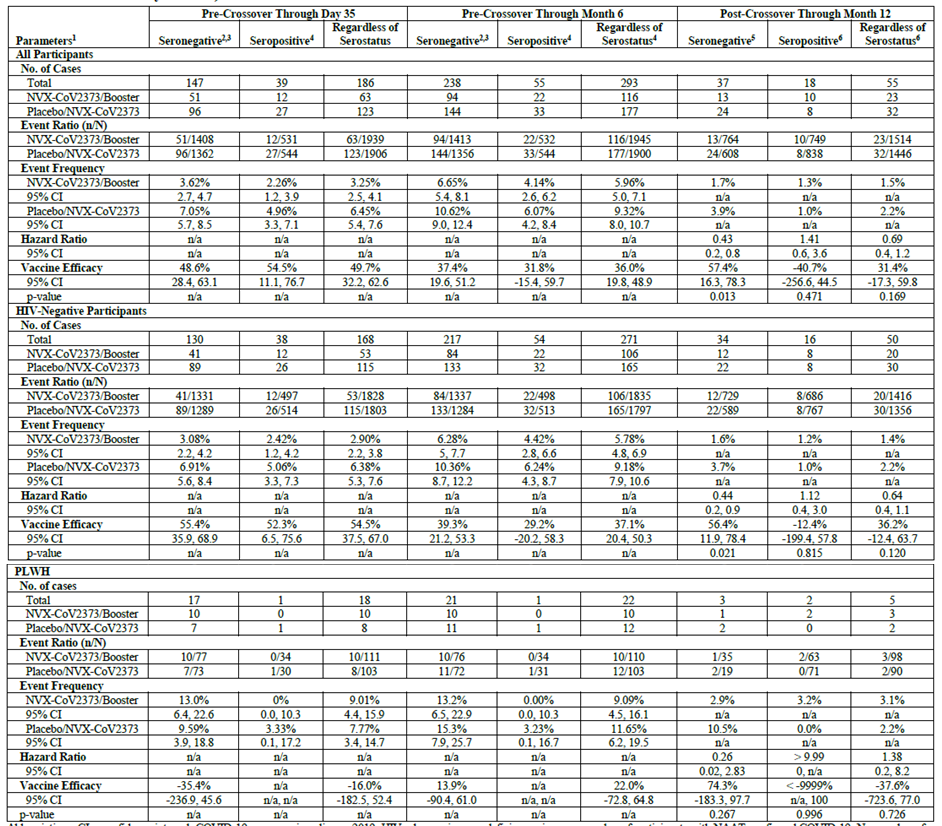 Pre-Crossover Through Day 35 Pre-Crossover Through Month 6 Post-Crossover Through Month 12
Parameters1 Seronegative2,3 Seropositive4 Regardless of Serostatus Seronegative2,3 Seropositive4 Regardless of Serostatus4 Seronegative5 Seropositive6 Regardless of Serostatus6
All Participants
No. of Cases
Total 147 39 186 238 55 293 37 18 55
NVX-CoV2373/Booster 51 12 63 94 22 116 13 10 23
Placebo/NVX-CoV2373 96 27 123 144 33 177 24 8 32
Event Ratio (n/N)
NVX-CoV2373/Booster 51/1408 12/531 63/1939 94/1413 22/532 116/1945 13/764 10/749 23/1514
Placebo/NVX-CoV2373 96/1362 27/544 123/1906 144/1356 33/544 177/1900 24/608 8/838 32/1446
Event Frequency
NVX-CoV2373/Booster 3.62% 2.26% 3.25% 6.65% 4.14% 5.96% 1.7% 1.3% 1.5%
95% CI 2.7, 4.7 1.2, 3.9 2.5, 4.1 5.4, 8.1 2.6, 6.2 5.0, 7.1 n/a n/a n/a
Placebo/NVX-CoV2373 7.05% 4.96% 6.45% 10.62% 6.07% 9.32% 3.9% 1.0% 2.2%
95% CI 5.7, 8.5 3.3, 7.1 5.4, 7.6 9.0, 12.4 4.2, 8.4 8.0, 10.7 n/a n/a n/a
Hazard Ratio n/a n/a n/a n/a n/a n/a 0.43 1.41 0.69
95% CI n/a n/a n/a n/a n/a n/a 0.2, 0.8 0.6, 3.6 0.4, 1.2
Vaccine Efficacy 48.6% 54.5% 49.7% 37.4% 31.8% 36.0% 57.4% -40.7% 31.4%
95% CI 28.4, 63.1 11.1, 76.7 32.2, 62.6 19.6, 51.2 -15.4, 59.7 19.8, 48.9 16.3, 78.3 -256.6, 44.5 -17.3, 59.8
p-value n/a n/a n/a n/a n/a n/a 0.013 0.471 0.169
HIV-Negative Participants
No. of Cases
Total 130 38 168 217 54 271 34 16 50
NVX-CoV2373/Booster 41 12 53 84 22 106 12 8 20
Placebo/NVX-CoV2373 89 26 115 133 32 165 22 8 30
Event Ratio (n/N)
NVX-CoV2373/Booster 41/1331 12/497 53/1828 84/1337 22/498 106/1835 12/729 8/686 20/1416
Placebo/NVX-CoV2373 89/1289 26/514 115/1803 133/1284 32/513 165/1797 22/589 8/767 30/1356
Event Frequency
NVX-CoV2373/Booster 3.08% 2.42% 2.90% 6.28% 4.42% 5.78% 1.6% 1.2% 1.4%
95% CI 2.2, 4.2 1.2, 4.2 2.2, 3.8 5, 7.7 2.8, 6.6 4.8, 6.9 n/a n/a n/a
Placebo/NVX-CoV2373 6.91% 5.06% 6.38% 10.36% 6.24% 9.18% 3.7% 1.0% 2.2%
95% CI 5.6, 8.4 3.3, 7.3 5.3, 7.6 8.7, 12.2 4.3, 8.7 7.9, 10.6 n/a n/a n/a
Hazard Ratio n/a n/a n/a n/a n/a n/a 0.44 1.12 0.64
95% CI n/a n/a n/a n/a n/a n/a 0.2, 0.9 0.4, 3.0 0.4, 1.1
Vaccine Efficacy 55.4% 52.3% 54.5% 39.3% 29.2% 37.1% 56.4% -12.4% 36.2%
95% CI 35.9, 68.9 6.5, 75.6 37.5, 67.0 21.2, 53.3 -20.2, 58.3 20.4, 50.3 11.9, 78.4 -199.4, 57.8 -12.4, 63.7
p-value n/a n/a n/a n/a n/a n/a 0.021 0.815 0.120
PLWH
No. of cases
Total 17 1 18 21 1 22 3 2 5
NVX-CoV2373/Booster 10 0 10 10 0 10 1 2 3
Placebo/NVX-CoV2373 7 1 8 11 1 12 2 0 2
Event Ratio (n/N)
NVX-CoV2373/Booster 10/77 0/34 10/111 10/76 0/34 10/110 1/35 2/63 3/98
Placebo/NVX-CoV2373 7/73 1/30 8/103 11/72 1/31 12/103 2/19 0/71 2/90
Event Frequency
NVX-CoV2373/Booster 13.0% 0% 9.01% 13.2% 0.00% 9.09% 2.9% 3.2% 3.1%
95% CI 6.4, 22.6 0.0, 10.3 4.4, 15.9 6.5, 22.9 0.0, 10.3 4.5, 16.1 n/a n/a n/a
Placebo/NVX-CoV2373 9.59% 3.33% 7.77% 15.3% 3.23% 11.65% 10.5% 0.0% 2.2%
95% CI 3.9, 18.8 0.1, 17.2 3.4, 14.7 7.9, 25.7 0.1, 16.7 6.2, 19.5 n/a n/a n/a
Hazard Ratio n/a n/a n/a n/a n/a n/a 0.26 > 9.99 1.38
95% CI n/a n/a n/a n/a n/a n/a 0.02, 2.83 0, n/a 0.2, 8.2
Vaccine Efficacy -35.4% -16.0% 13.9% 22.0% 74.3% < -9999% -37.6%
95% CI -236.9, 45.6 n/a, n/a -182.5, 52.4 -90.4, 61.0 n/a, n/a -72.8, 64.8 -183.3, 97.7 n/a, 100 -723.6, 77.0
p-value n/a n/a n/a n/a n/a n/a 0.267 0.996 0.726